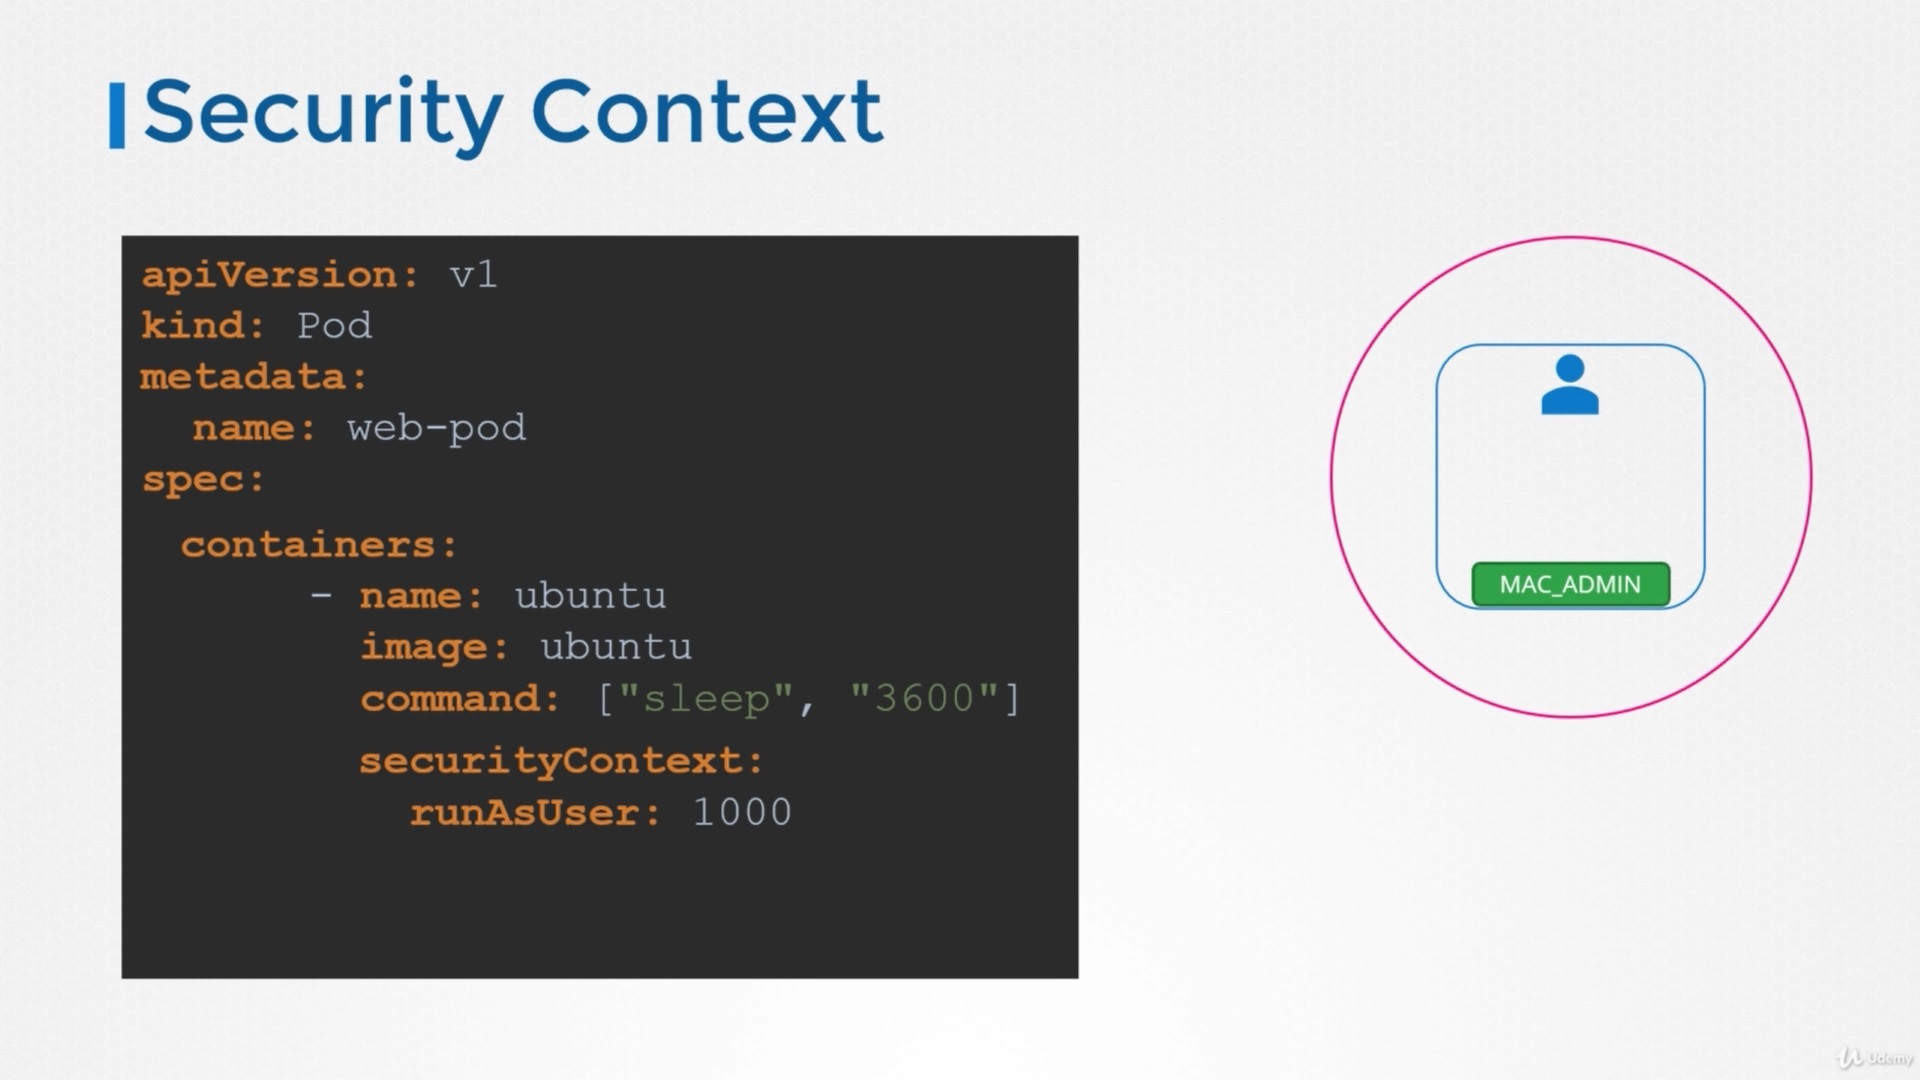 Security Context
apiVersion: v1
kind: Pod
metadata:
  name: web-pod
spec:
  containers:
      - name: ubuntu
        image: ubuntu
        command: ["sleep", "3600"]
        securityContext:
          runAsUser: 1000
MAC_ADMIN
Udemy